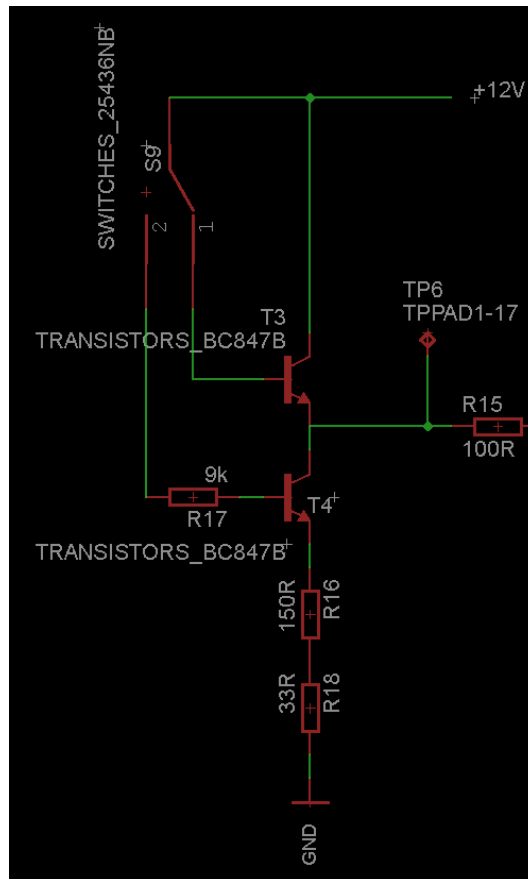 SWITCHES_25436NB
S9
2
1
+12V
T3
TRANSISTORS_BC847B
TP6
TPPAD1-17
R15
100R
9k
R17
T4
TRANSISTORS_BC847B
150R
R16
33R
R18
GND